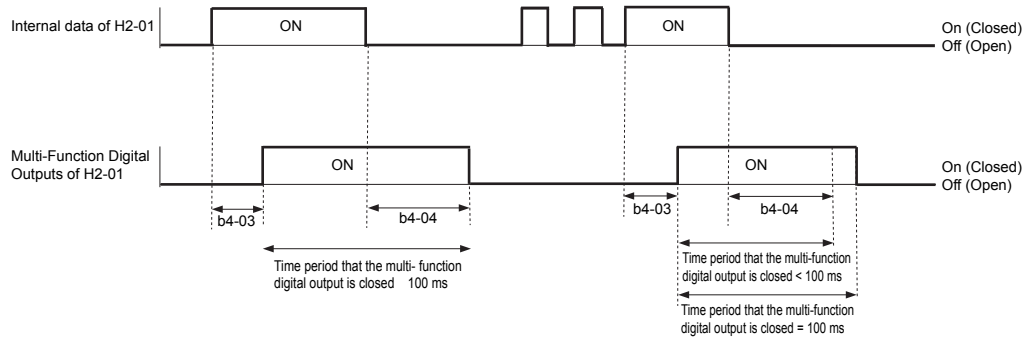 Internal data of H2-01
ON
ON
On (Closed)
Off (Open)
Multi-Function Digital
Outputs of H2-01
ON
ON
On (Closed)
Off (Open)
b4-03
b4-04
b4-03
b4-04
Time period that the multi- function
digital output is closed 100 ms
Time period that the multi-function
digital output is closed < 100 ms
Time period that the multi-function
digital output is closed = 100 ms